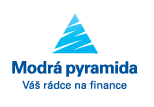 Modrá pyramida
Váš rádce na finance